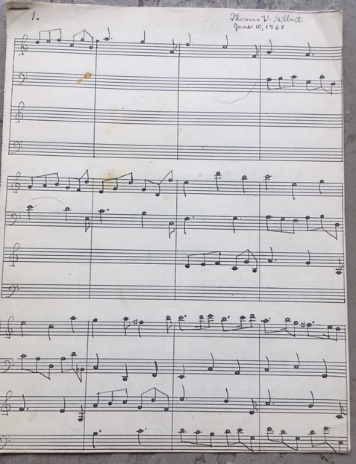 1.
Thomas W. Gilbert
June 10, 1968